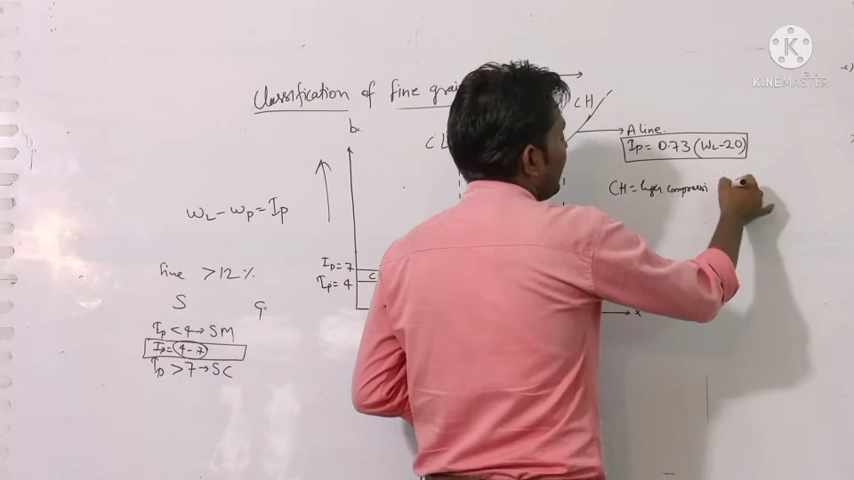 KINEMASTER
Classification of fine grai
CH
CL
A line
Ip = 0.73 (WL-20)
CH = higher compressi
WL - WP = Ip
Ip = 7
Ip = 4
C
fine > 12 %
S G
Ip < 4 → SM
Ip = 4 - 7
Ip > 7 → SC
x